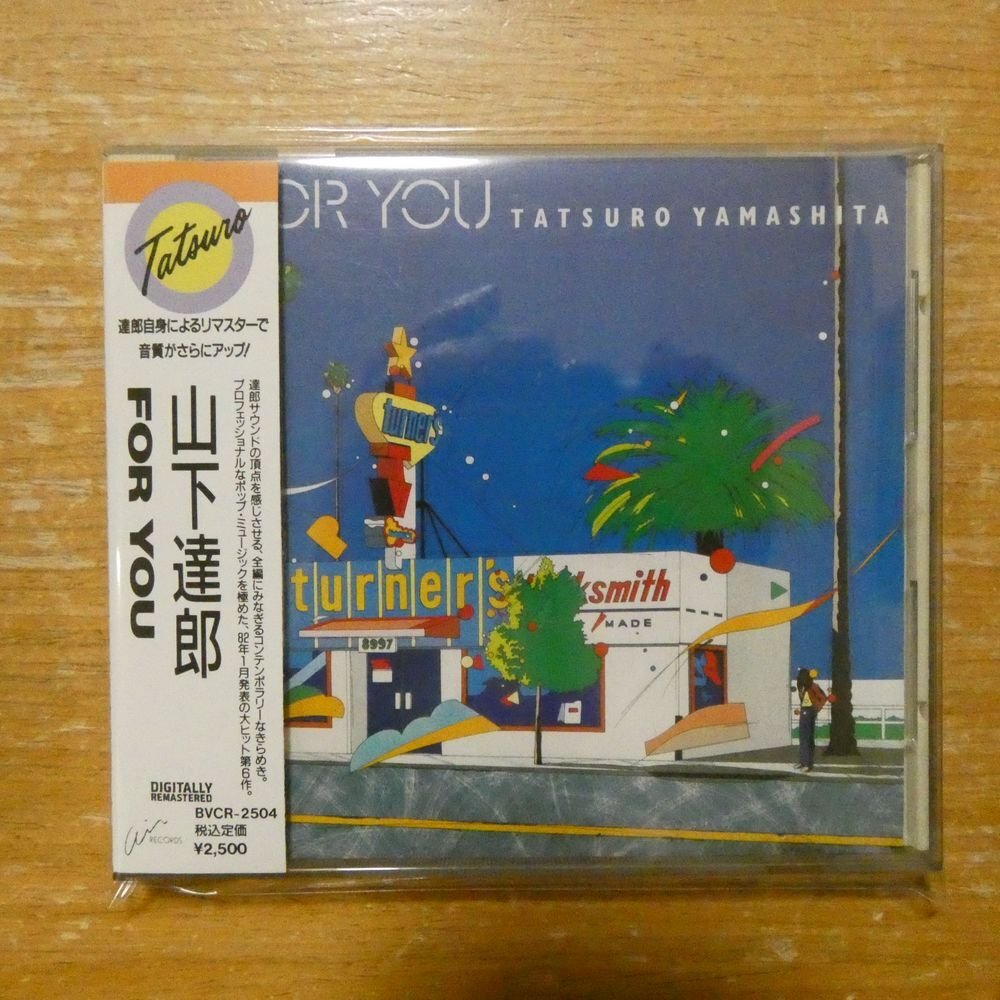 Tatsuro
達郎自身によるリマスターで
音質がさらにアップ!
達郎サウンドの頂点を感じさせる、全編にみなぎるコンテンポラリーなきらめき。
プロフェッショナルなポップ・ミュージックを極めた、82年1月発表の大ヒット第6作。
山下達郎
FOR YOU
DIGITALLY
REMASTERED
BVCR-2504
税込定価
¥2,500
Air
RECORDS
OR YOU TATSURO YAMASHITA
turner's
turner's
8997
ksmith
MADE